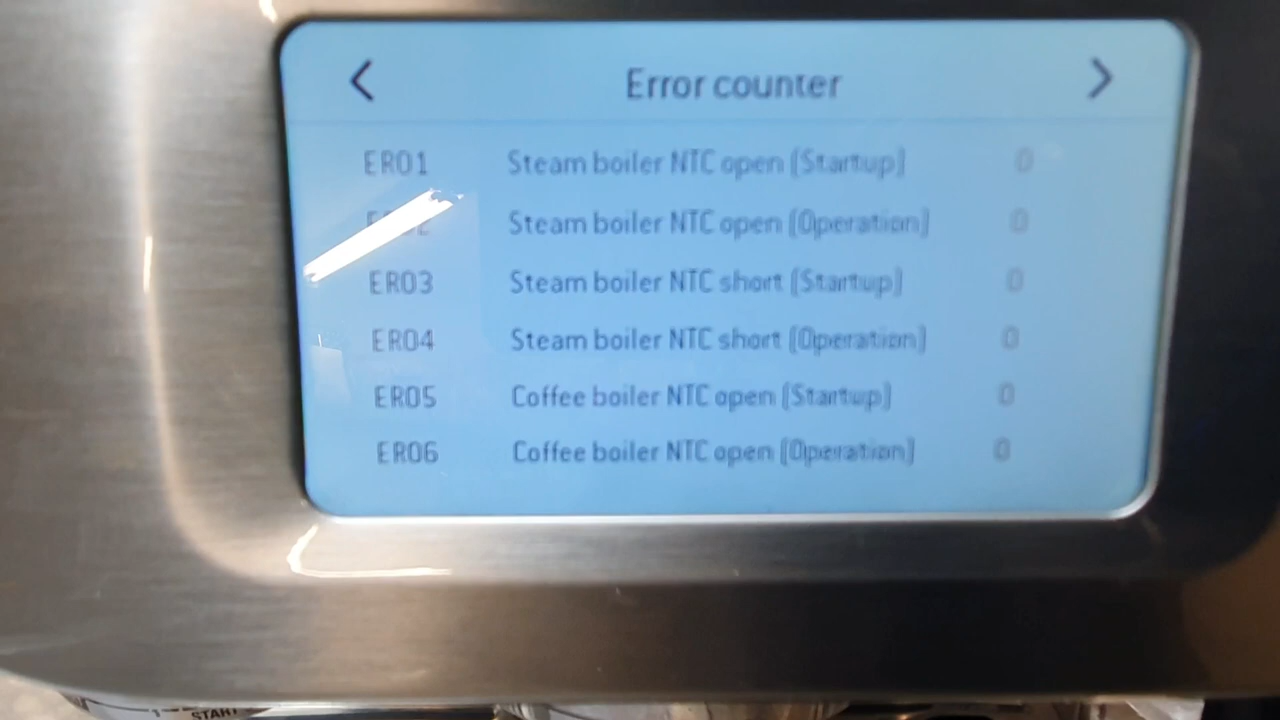 < Error counter >
ER01 Steam boiler NTC open (Startup) 0
Steam boiler NTC open (Operation) 0
ER03 Steam boiler NTC short (Startup) 0
ER04 Steam boiler NTC short (Operation) 0
ER05 Coffee boiler NTC open (Startup) 0
ER06 Coffee boiler NTC open (Operation) 0
START